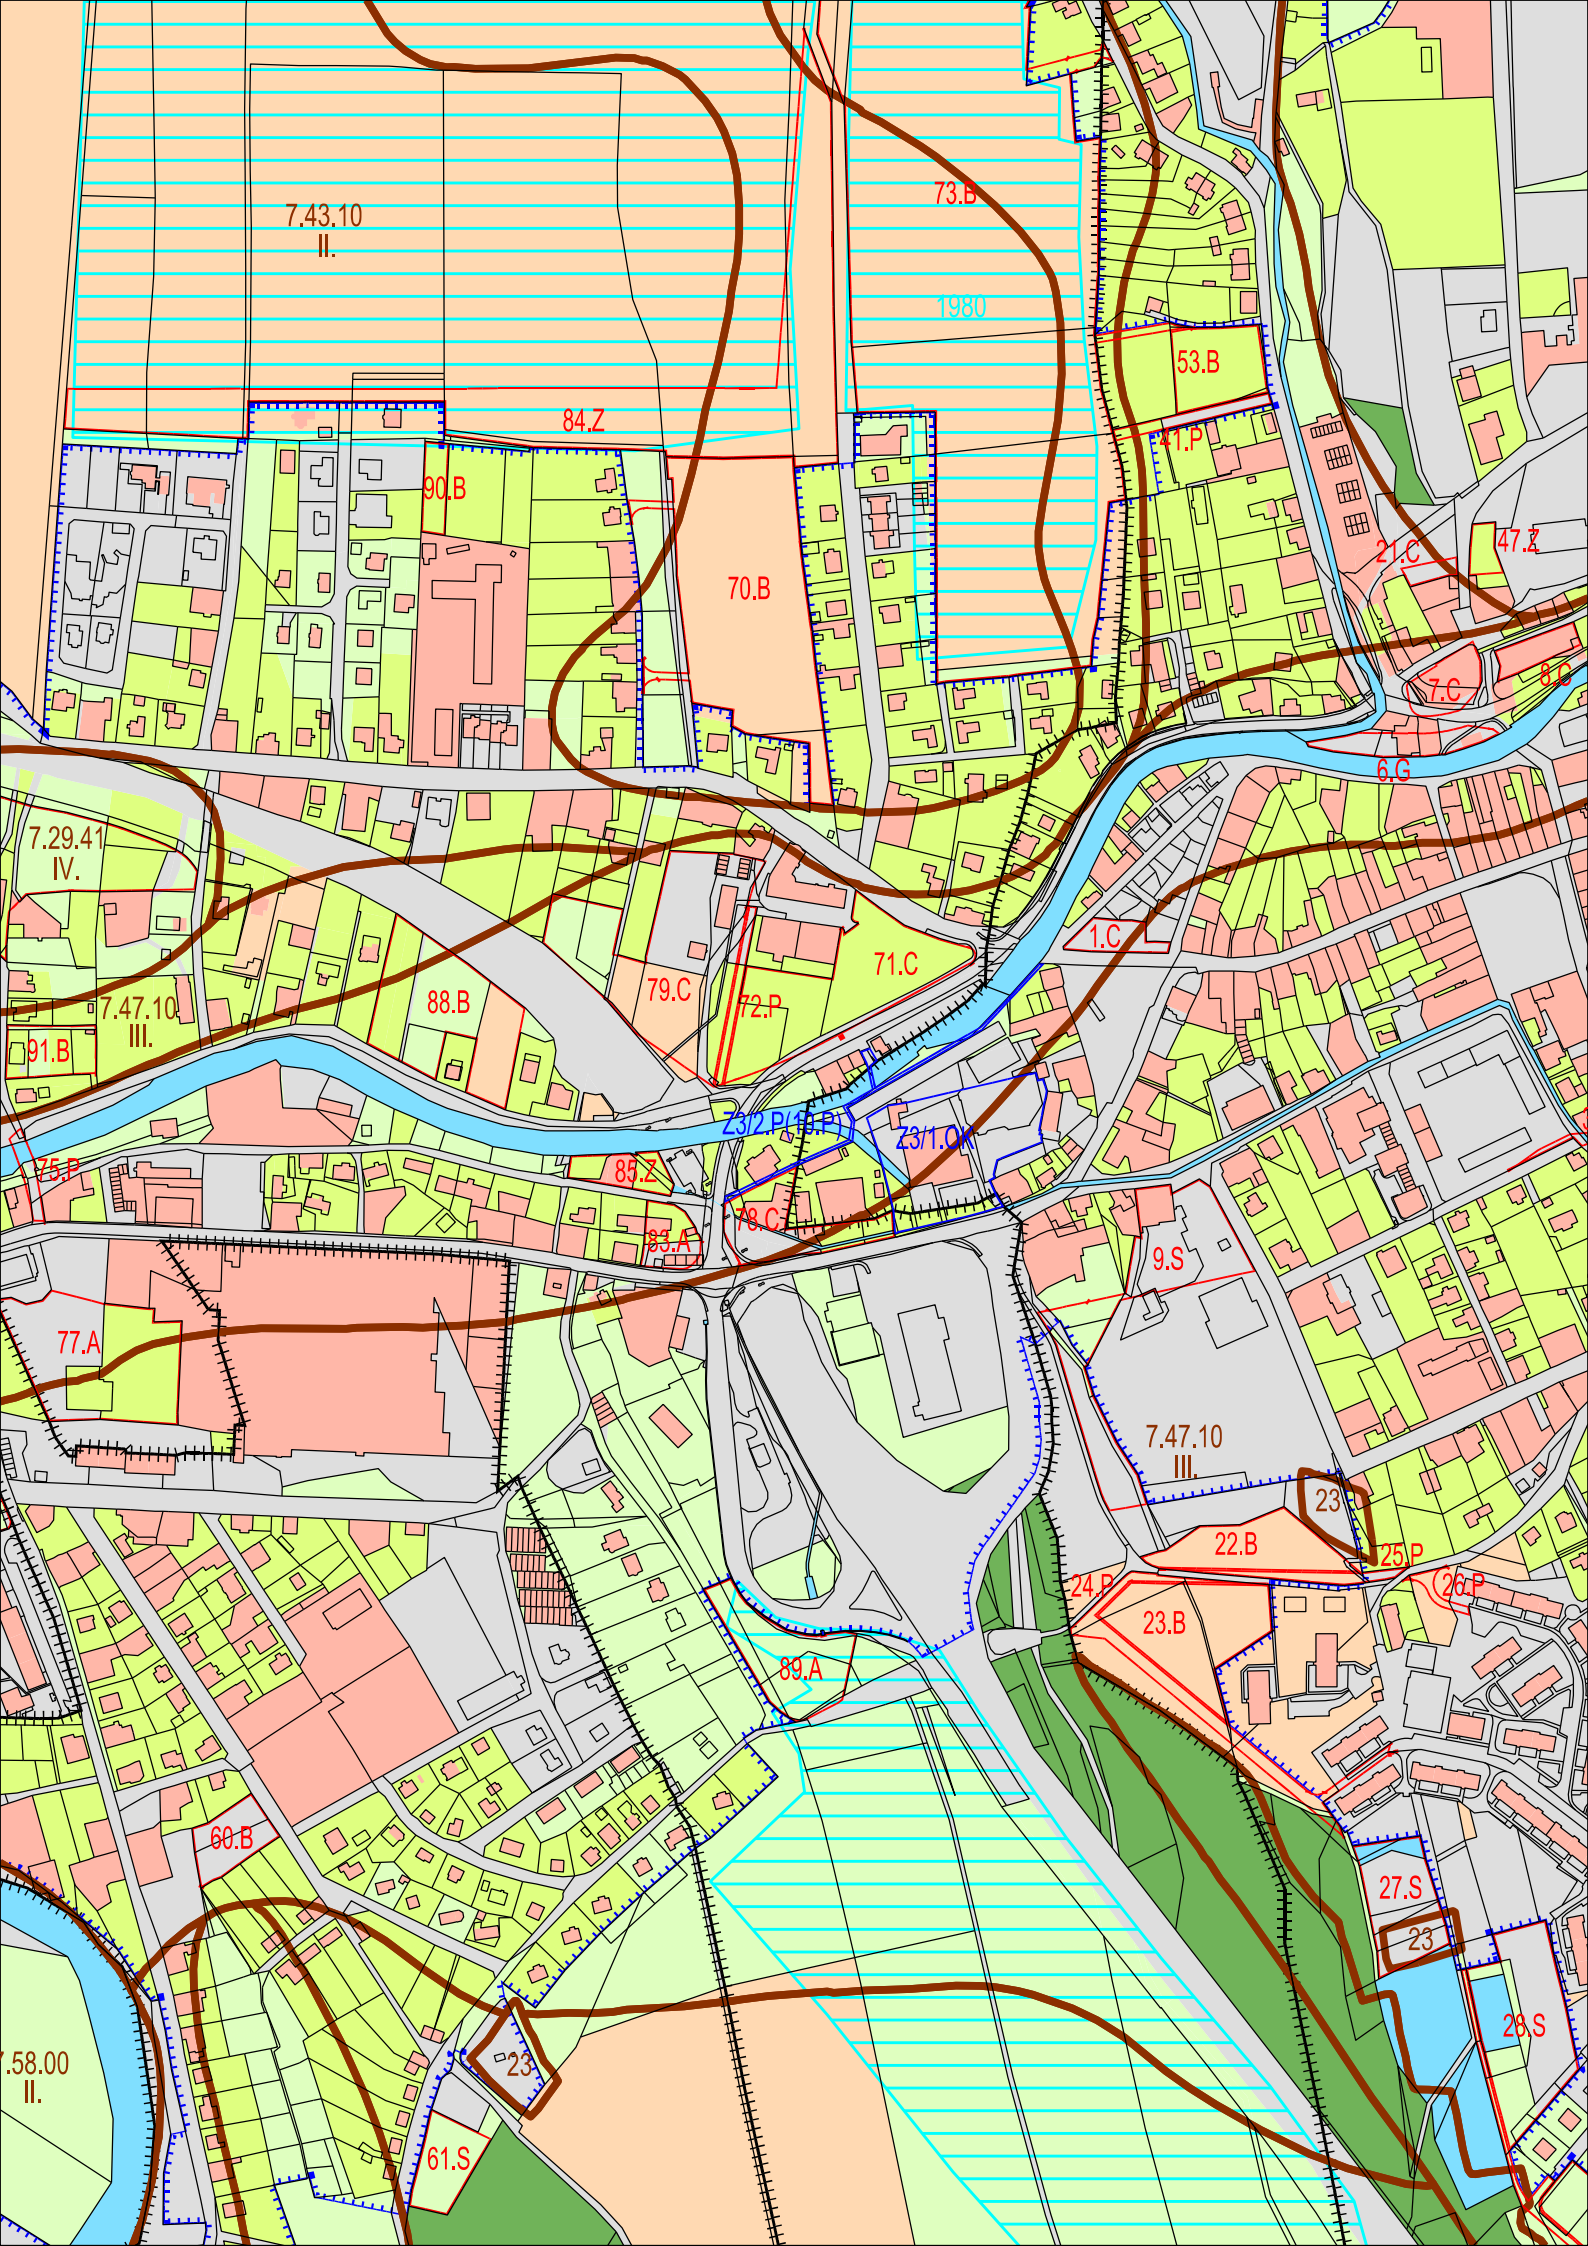 73.B
7.43.10
II.
1980
53.B
84.Z
41.P
90.B
47.Z
21.C
70.B
8.C
7.C
6.G
7.29.41
IV.
1.C
71.C
79.C
88.B
72.P
7.47.10
III.
91.B
Z3/2.P(10.P)
Z3/1.OK
75.P
85.Z
78.C
83.A
9.S
77.A
7.47.10
III.
23
22.B
25.P
24.P
26.P
23.B
89.A
60.B
27.S
23
28.S
23
.58.00
II.
61.S